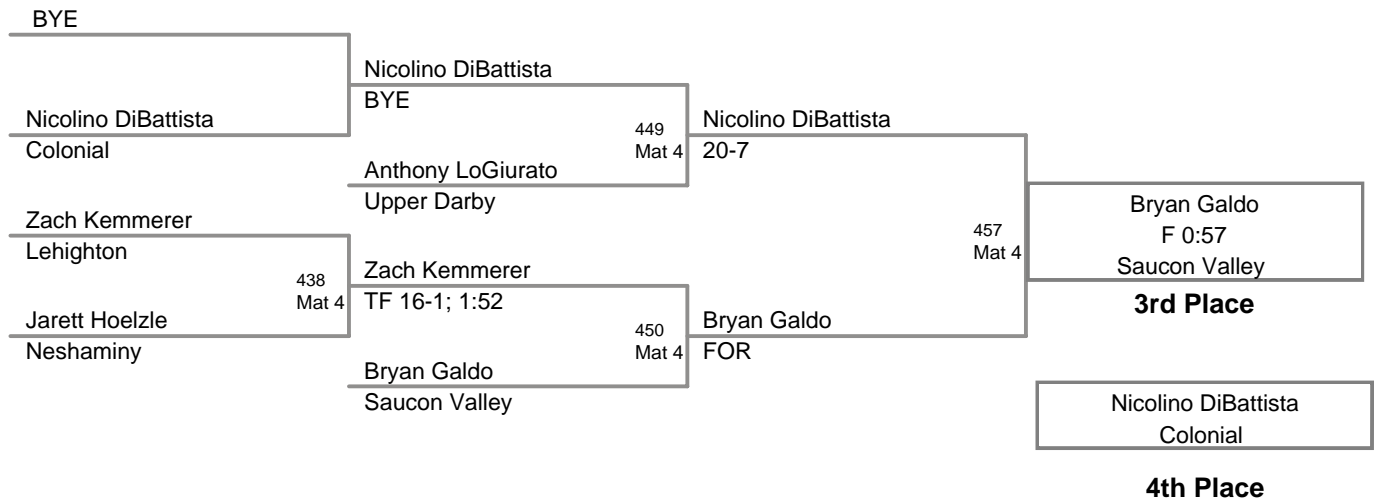 BYE
Nicolino DiBattista
Colonial
Zach Kemmerer
Lehighton
438
Mat 4
Jarett Hoelzle
Neshaminy
Nicolino DiBattista
BYE
449
Mat 4
Anthony LoGiurato
Upper Darby
Zach Kemmerer
TF 16-1; 1:52
450
Mat 4
Bryan Galdo
Saucon Valley
Nicolino DiBattista
20-7
457
Mat 4
Bryan Galdo
FOR
Bryan Galdo
F 0:57
Saucon Valley
3rd Place
Nicolino DiBattista
Colonial
4th Place